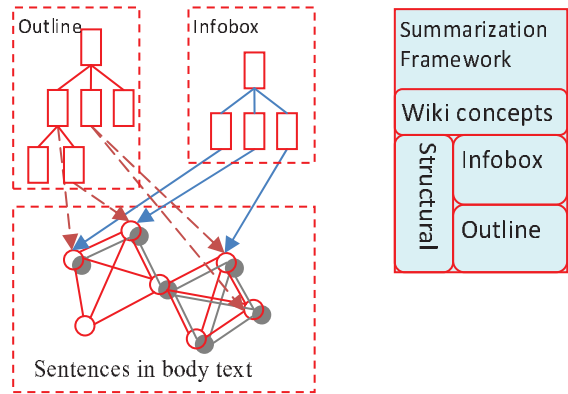 Outline
Infobox
Sentences in body text
Summarization
Framework
Wiki concepts
Structural
Infobox
Outline